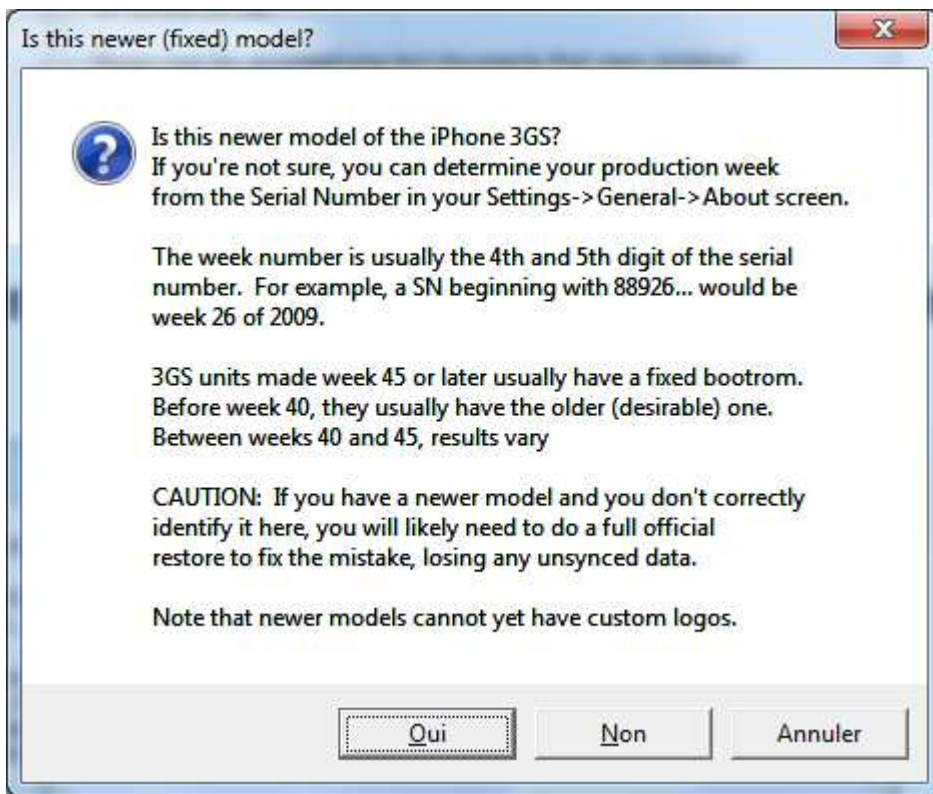 Is this newer (fixed) model?
Is this newer model of the iPhone 3GS?
If you're not sure, you can determine your production week
from the Serial Number in your Settings->General->About screen.
The week number is usually the 4th and 5th digit of the serial
number.  For example, a SN beginning with 88926... would be
week 26 of 2009.
3GS units made week 45 or later usually have a fixed bootrom.
Before week 40, they usually have the older (desirable) one.
Between weeks 40 and 45, results vary
CAUTION:  If you have a newer model and you don't correctly
identify it here, you will likely need to do a full official
restore to fix the mistake, losing any unsynced data.
Note that newer models cannot yet have custom logos.
Oui
Non
Annuler